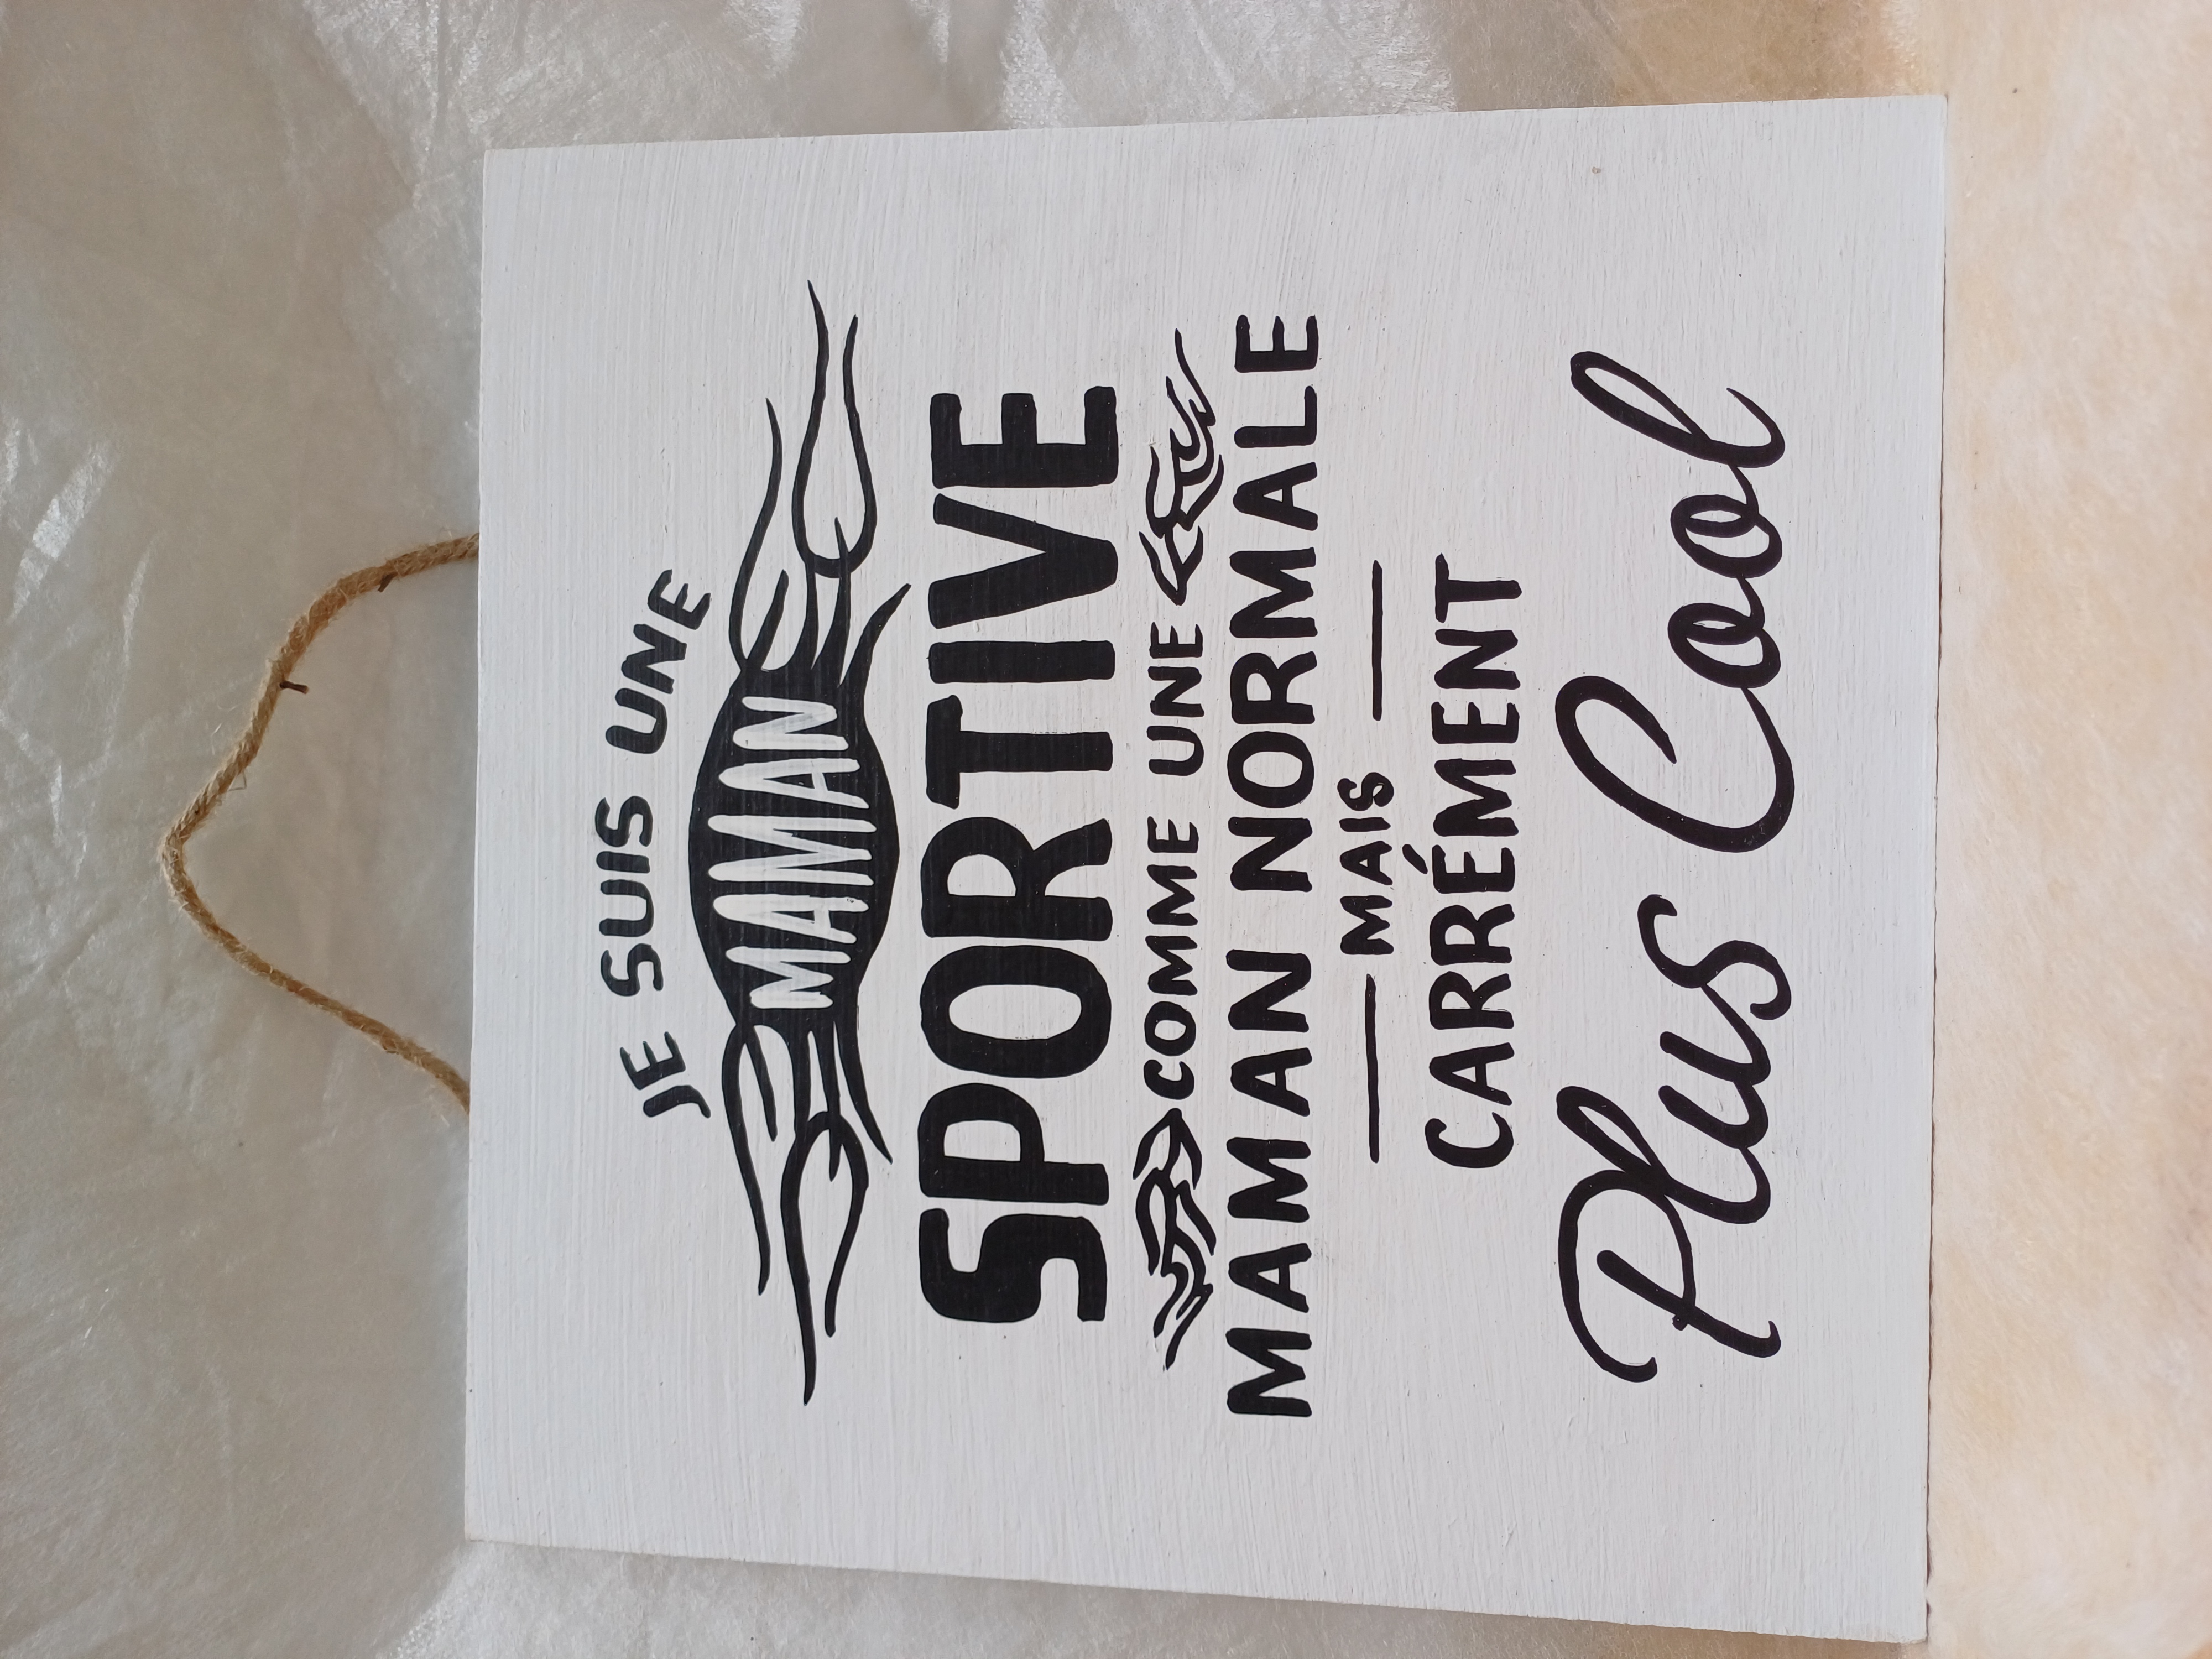 JE SUIS UNE
MAMAN
SPORTIVE
COMME UNE
MAMAN NORMALE
MAIS
CARRÉMENT
Plus Cool